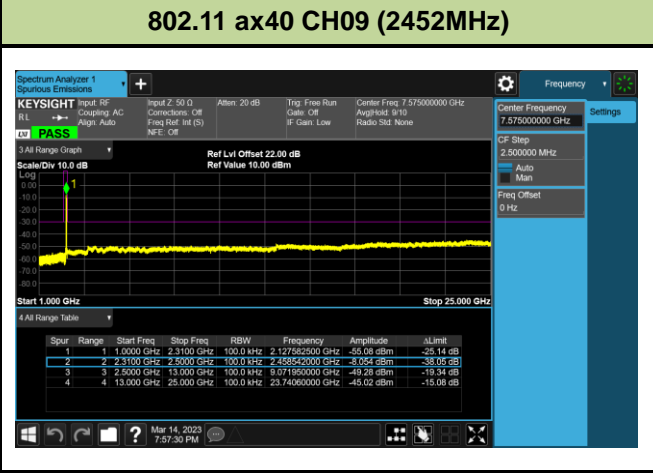 802.11 ax40 CH09 (2452MHz)
Spectrum Analyzer 1
Spurious Emissions
+
Frequency
KEYSIGHT Input: RF Input Z: 50 Ω Atten: 20 dB Trig: Free Run Center Freq: 7.575000000 GHz
RL Coupling: AC Corrections: Off Gate: Off Avg|Hold: 9/10
Align: Auto Freq Ref: Int (S) IF Gain: Low Radio Std: None
LXI PASS NFE: Off
Center Frequency
7.575000000 GHz
Settings
CF Step
2.500000 MHz
Auto
Man
Freq Offset
0 Hz
3 All Range Graph
Ref Lvl Offset 22.00 dB
Scale/Div 10.0 dB Ref Value 10.00 dBm
Log
1
0.00
-10.0
-20.0
-30.0
-40.0
-50.0
-60.0
-70.0
-80.0
Start 1.000 GHz Stop 25.000 GHz
4 All Range Table
Spur Range Start Freq Stop Freq RBW Frequency Amplitude ΔLimit
1 1 1.0000 GHz 2.3100 GHz 100.0 kHz 2.127582500 GHz -55.08 dBm -25.14 dB
2 2 2.3100 GHz 2.5000 GHz 100.0 kHz 2.458542000 GHz -8.054 dBm -38.05 dB
3 3 2.5000 GHz 13.000 GHz 100.0 kHz 9.071950000 GHz -49.28 dBm -19.34 dB
4 4 13.000 GHz 25.000 GHz 100.0 kHz 23.74060000 GHz -45.02 dBm -15.08 dB
?
Mar 14, 2023
7:57:30 PM